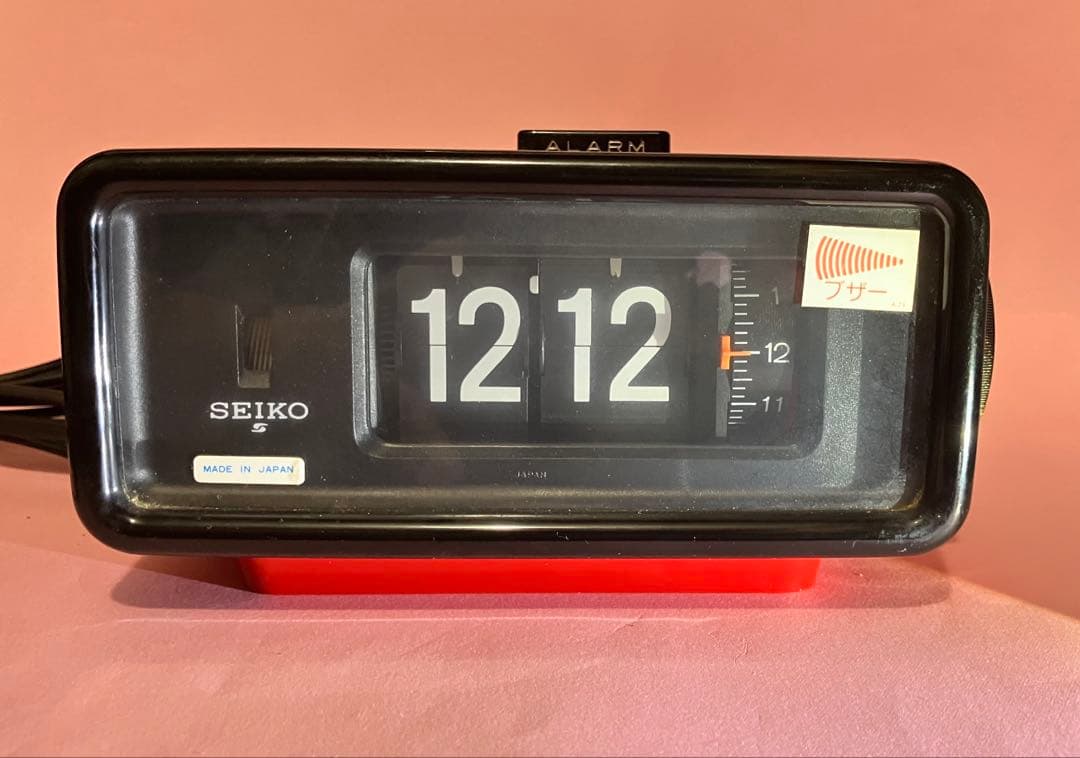 ALARM
ブザー
12 12
1
12
11
SEIKO
MADE IN JAPAN
JAPAN